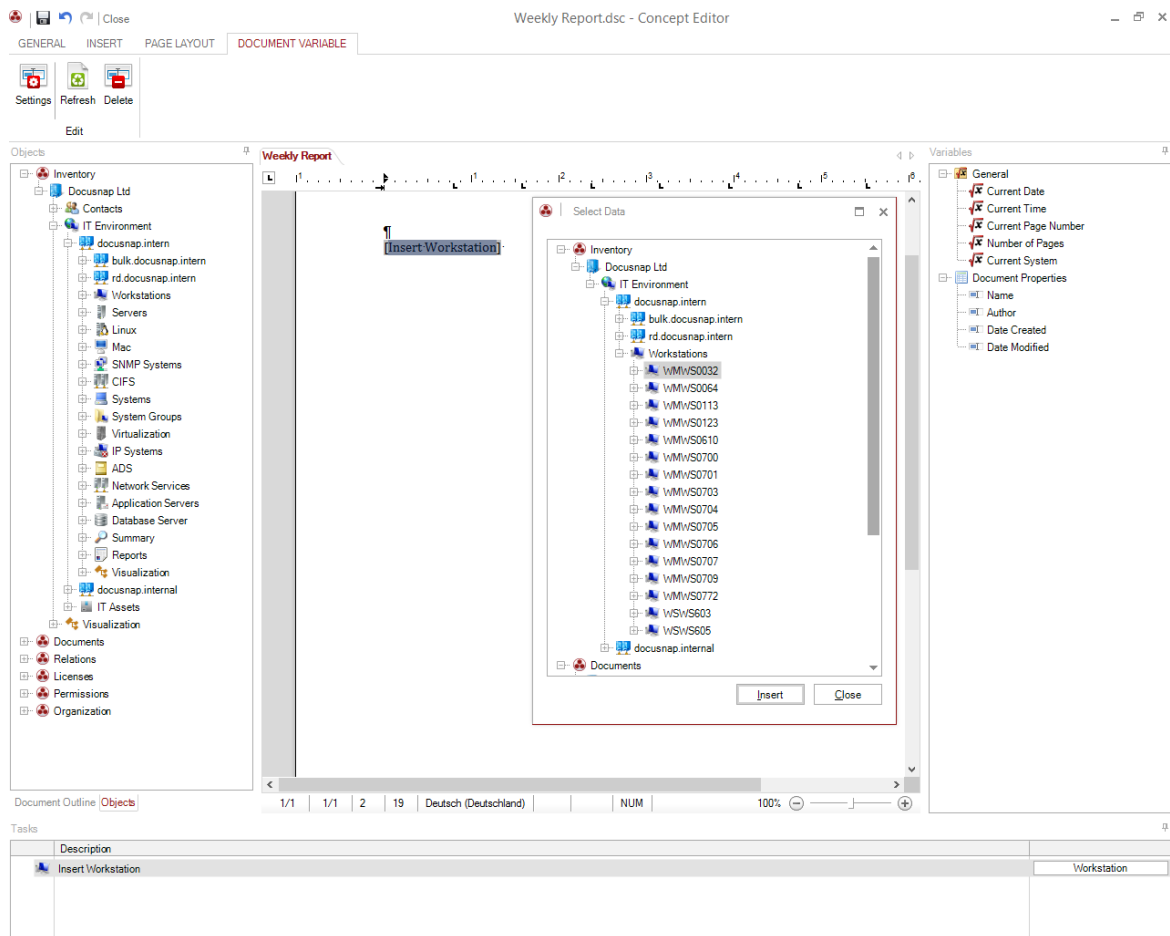 Close
Weekly Report.dsc - Concept Editor
GENERAL INSERT PAGE LAYOUT DOCUMENT VARIABLE
Settings Refresh Delete
Edit
Objects
Inventory
Docusnap Ltd
Contacts
IT Environment
docusnap.intern
bulk.docusnap.intern
rd.docusnap.intern
Workstations
Servers
Linux
Mac
SNMP Systems
CIFS
Systems
System Groups
Virtualization
IP Systems
ADS
Network Services
Application Servers
Database Server
Summary
Reports
Visualization
docusnap.internal
IT Assets
Visualization
Documents
Relations
Licenses
Permissions
Organization
Document Outline Objects
Weekly Report
L 1 1 2 3 4 5 6
¶
[Insert·Workstation]·
Select Data
Inventory
Docusnap Ltd
IT Environment
docusnap.intern
bulk.docusnap.intern
rd.docusnap.intern
Workstations
WMWS0032
WMWS0064
WMWS0113
WMWS0123
WMWS0610
WMWS0700
WMWS0701
WMWS0703
WMWS0704
WMWS0705
WMWS0706
WMWS0707
WMWS0709
WMWS0772
WSWS603
WSWS605
docusnap.internal
Documents
Insert Close
1/1 1/1 2 19 Deutsch (Deutschland) NUM 100%
Variables
General
Current Date
Current Time
Current Page Number
Number of Pages
Current System
Document Properties
Name
Author
Date Created
Date Modified
Tasks
Description
Insert Workstation Workstation